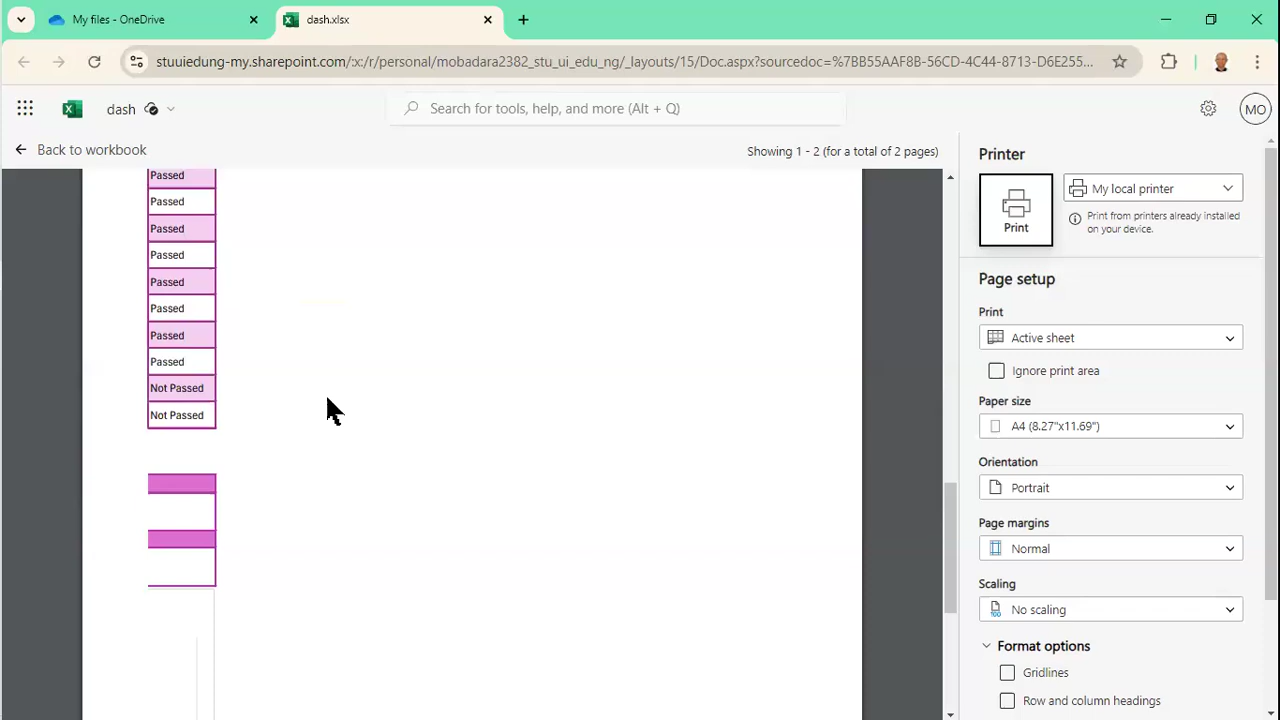 My files - OneDrive
dash.xlsx
stuuiedung-my.sharepoint.com/:x:/r/personal/mobdara2382_stu_ui_edu_ng/_layouts/15/Doc.aspx?sourcedoc=%7BB55AAF8B-56CD-4C44-8713-D6E255...
dash
Search for tools, help, and more (Alt + Q)
MO
Back to workbook
Showing 1 - 2 (for a total of 2 pages)
Printer
Print
My local printer
Print from printers already installed
on your device.
Page setup
Print
Active sheet
Ignore print area
Paper size
A4 (8.27"x11.69")
Orientation
Portrait
Page margins
Normal
Scaling
No scaling
Format options
Gridlines
Row and column headings
Passed
Passed
Passed
Passed
Passed
Passed
Passed
Passed
Not Passed
Not Passed